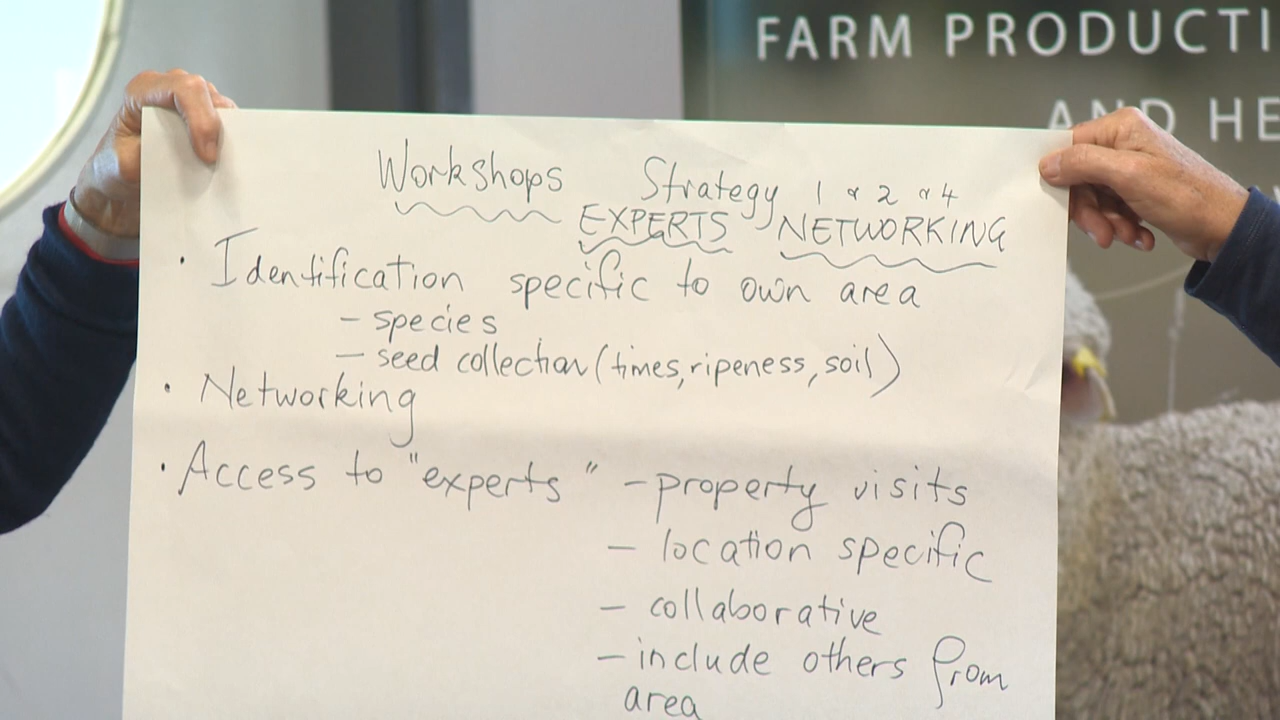 FARM PRODUCTI
AND HE
Workshops Strategy 1 & 2 & 4
EXPERTS NETWORKING
• Identification specific to own area
- species
- seed collection (times, ripeness, soil)
• Networking
• Access to "experts" - property visits
- location specific
- collaborative
- include others from
area